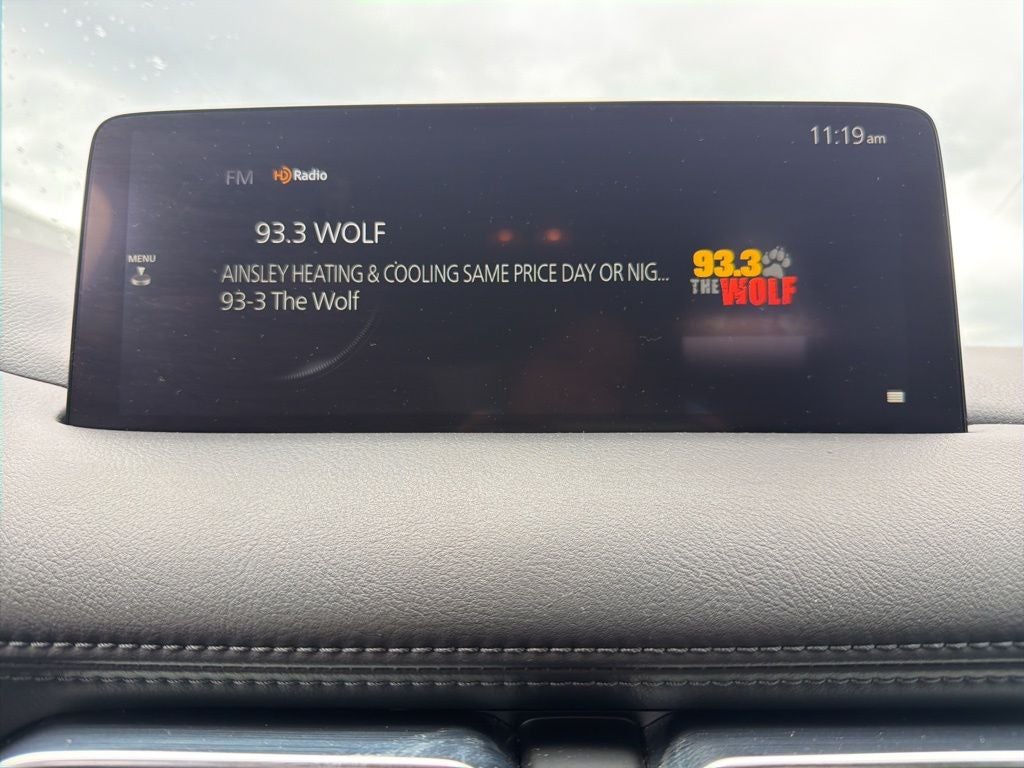 11:19am
FM HD Radio
93.3 WOLF
MENU
AINSLEY HEATING & COOLING SAME PRICE DAY OR NIG...
93-3 The Wolf
93.3
THE WOLF